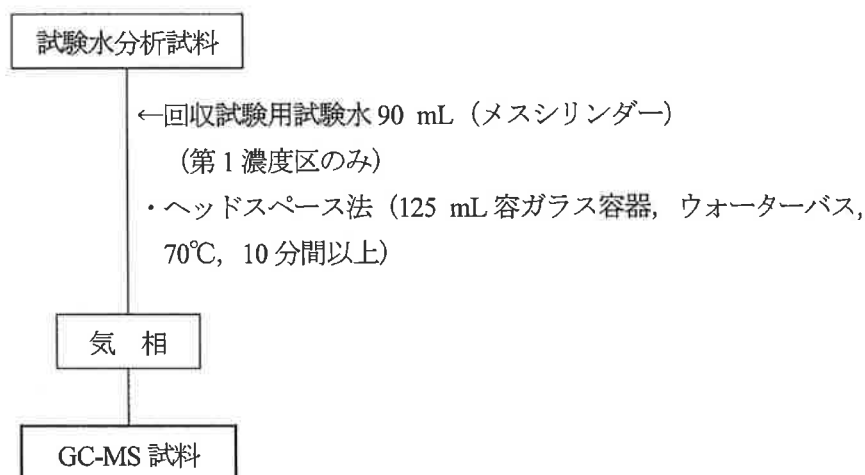 試験水分析試料
←回収試験用試験水 90 mL（メスシリンダー）
（第1濃度区のみ）
・ヘッドスペース法（125 mL 容ガラス容器，ウォーターバス，
70℃，10 分間以上）
気　相
GC-MS 試料